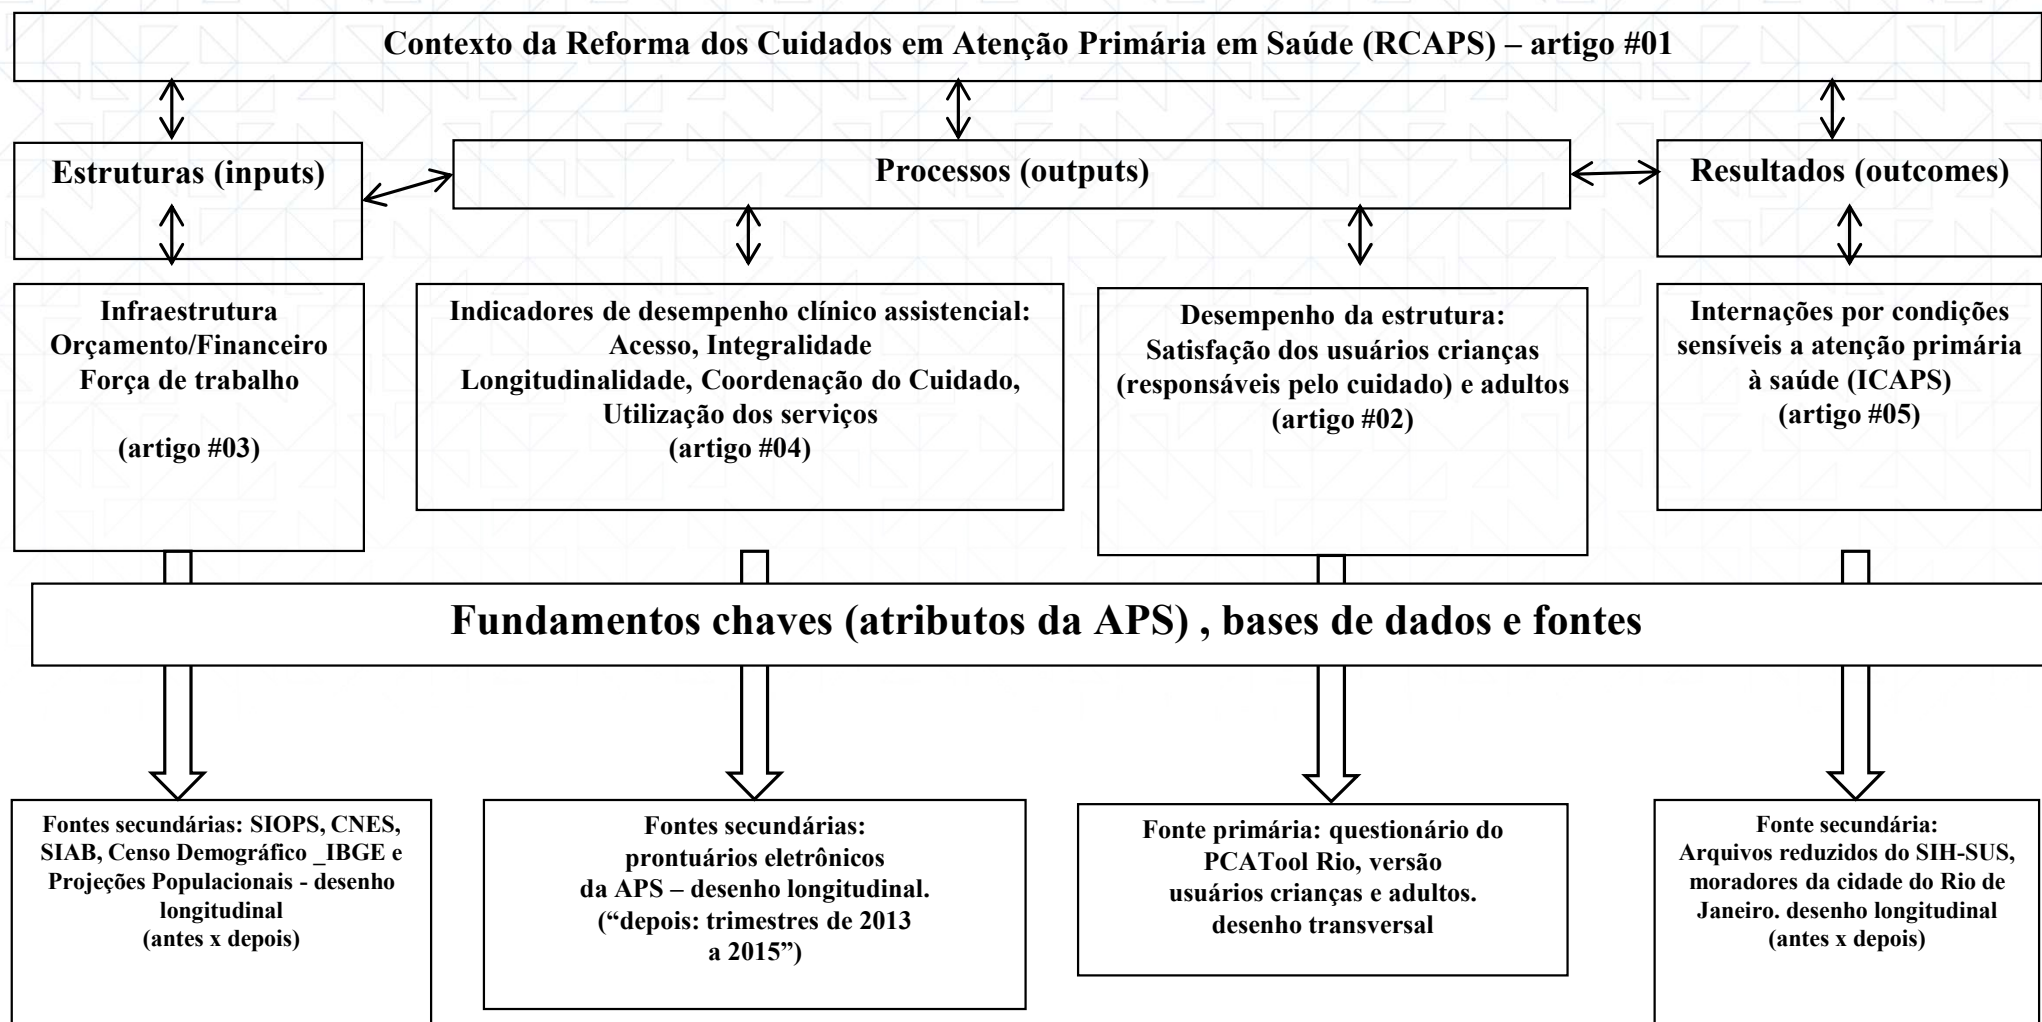 Contexto da Reforma dos Cuidados em Atenção Primária em Saúde (RCAPS) – artigo #01
Estruturas (inputs)
Processos (outputs)
Resultados (outcomes)
Infraestrutura
Orçamento/Financeiro
Força de trabalho
(artigo #03)
Indicadores de desempenho clínico assistencial:
Acesso, Integralidade
Longitudinalidade, Coordenação do Cuidado,
Utilização dos serviços
(artigo #04)
Desempenho da estrutura:
Satisfação dos usuários crianças
(responsáveis pelo cuidado) e adultos
(artigo #02)
Internações por condições
sensíveis a atenção primária
à saúde (ICAPS)
(artigo #05)
Fundamentos chaves (atributos da APS) , bases de dados e fontes
Fontes secundárias: SIOPS, CNES,
SIAB, Censo Demográfico _IBGE e
Projeções Populacionais - desenho
longitudinal
(antes x depois)
Fontes secundárias:
prontuários eletrônicos
da APS – desenho longitudinal.
(“depois: trimestres de 2013
a 2015”)
Fonte primária: questionário do
PCATool Rio, versão
usuários crianças e adultos.
desenho transversal
Fonte secundária:
Arquivos reduzidos do SIH-SUS,
moradores da cidade do Rio de
Janeiro. desenho longitudinal
(antes x depois)